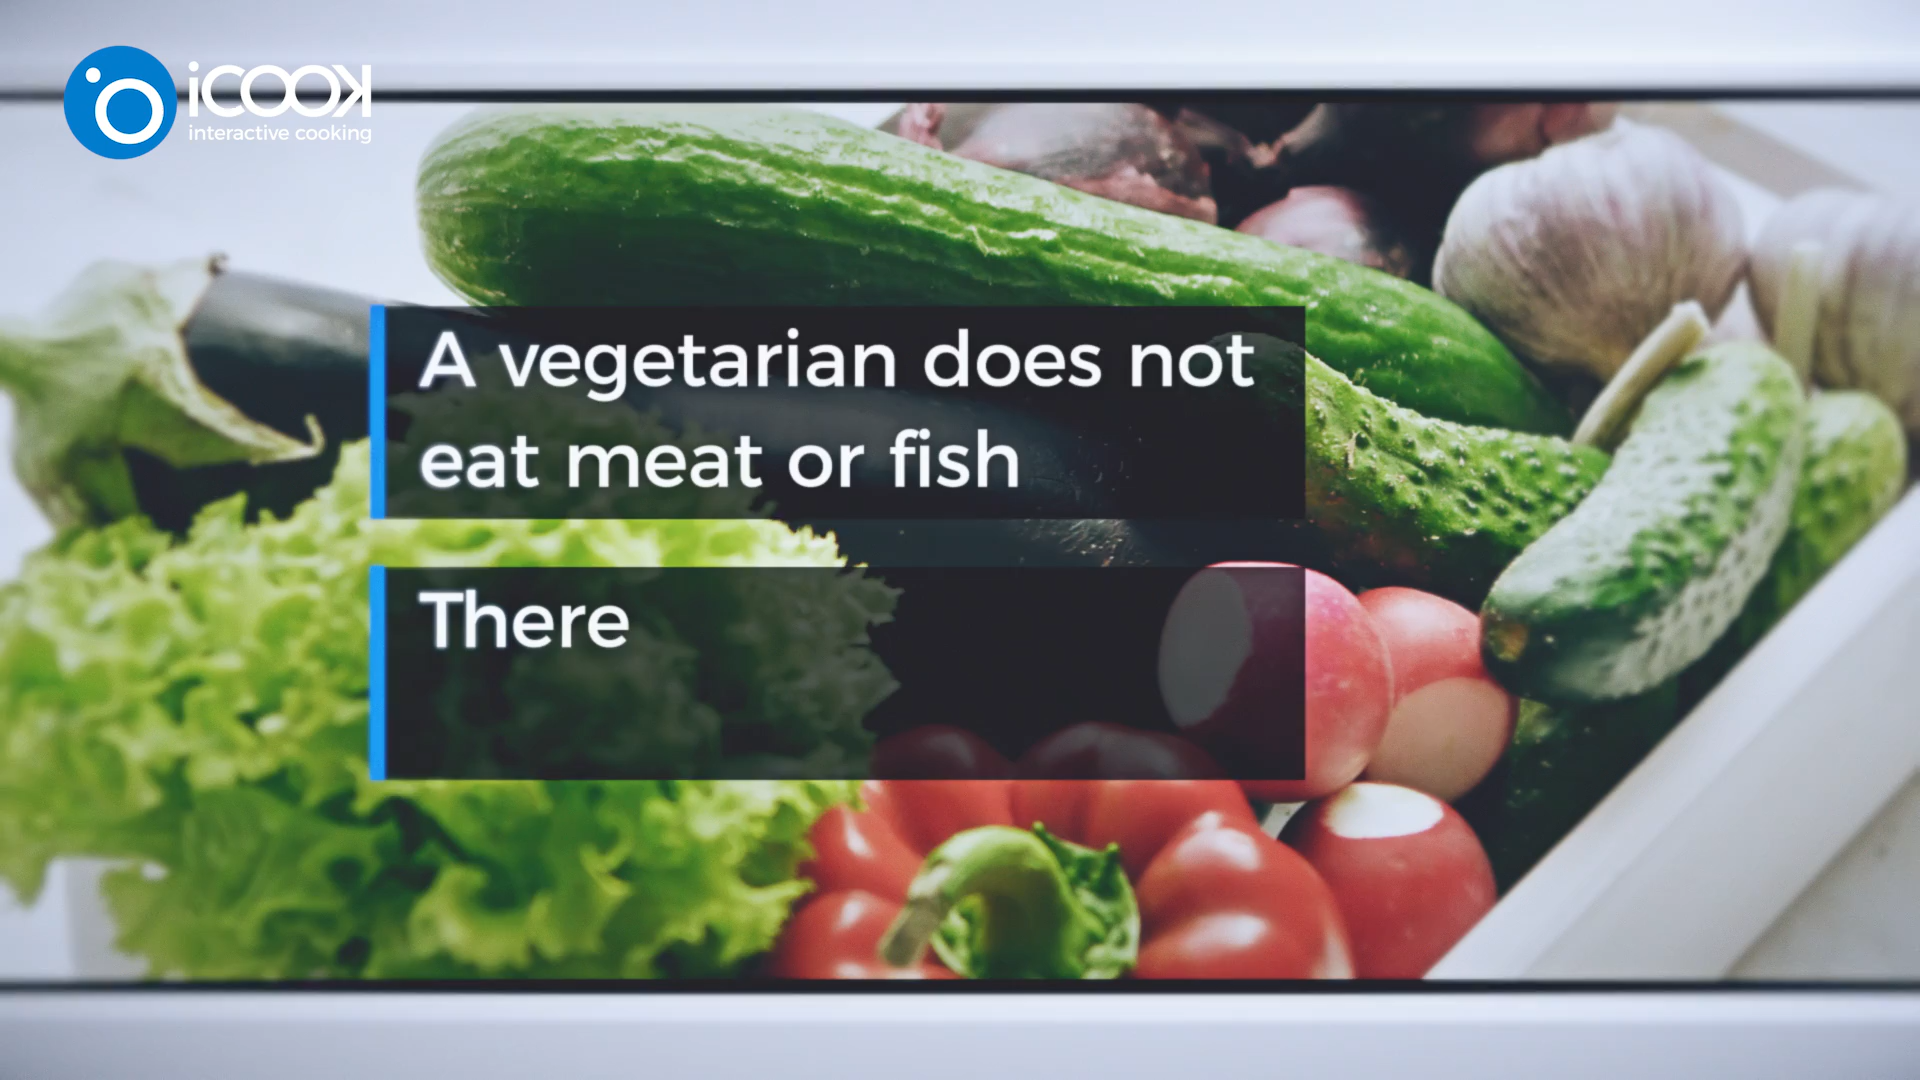 iCOOK
interactive cooking
A vegetarian does not
eat meat or fish
There